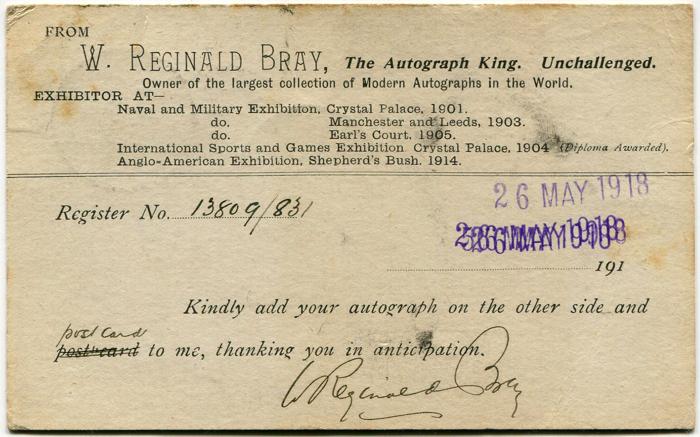 FROM
W. REGINALD BRAY, The Autograph King. Unchallenged.
Owner of the largest collection of Modern Autographs in the World.
EXHIBITOR AT—
Naval and Military Exhibition, Crystal Palace, 1901.
do. Manchester and Leeds, 1903.
do. Earl's Court, 1905.
International Sports and Games Exhibition Crystal Palace, 1904 (Diploma Awarded).
Anglo-American Exhibition, Shepherd's Bush. 1914.
26 MAY 1918
Register No. 13809/831
26 MAY 1918
191
Kindly add your autograph on the other side and
post card
to me, thanking you in anticipation.
W Reginald Bray